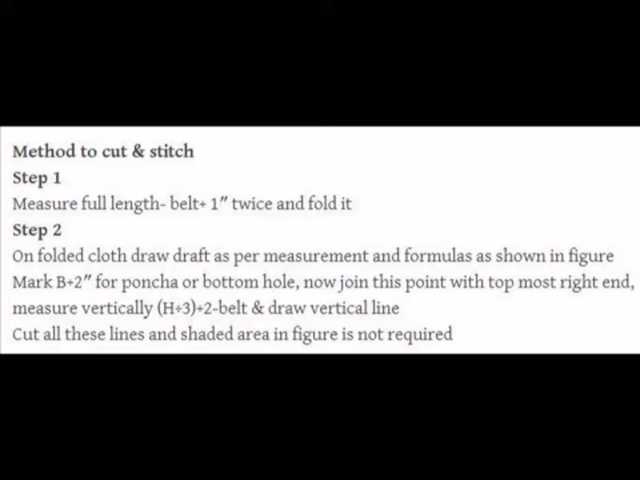 Method to cut & stitch
Step 1
Measure full length- belt+ 1″ twice and fold it
Step 2
On folded cloth draw draft as per measurement and formulas as shown in figure
Mark B+2″ for poncha or bottom hole, now join this point with top most right end,
measure vertically (H÷3)+2-belt & draw vertical line
Cut all these lines and shaded area in figure is not required